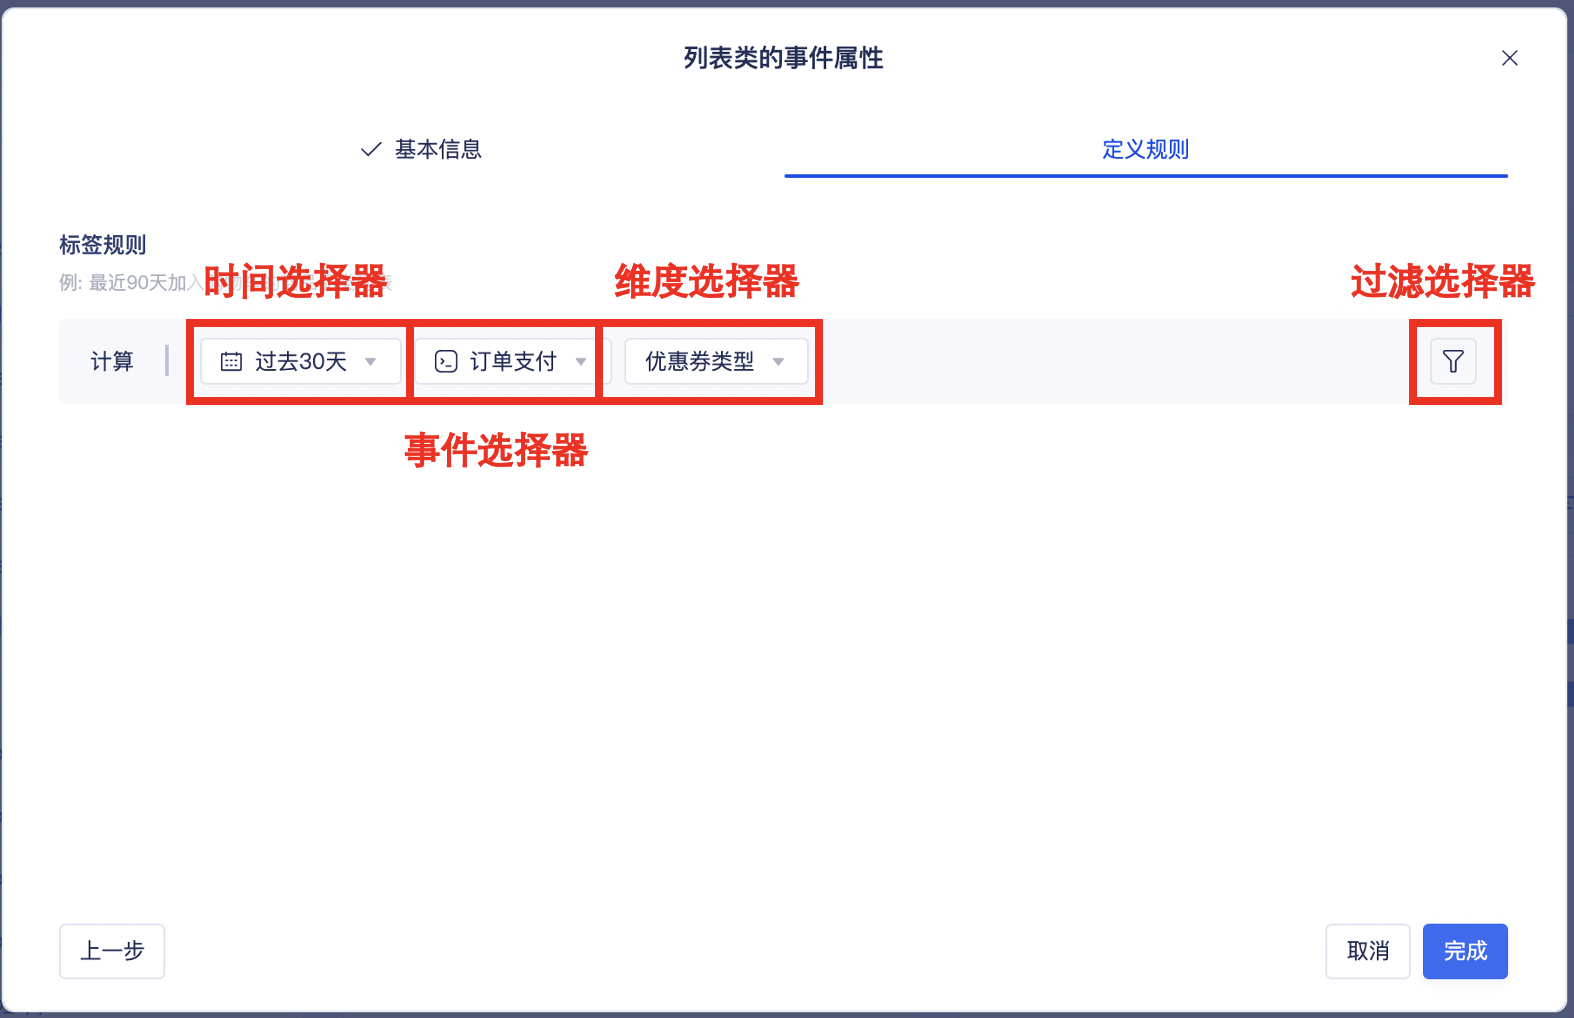 列表类的事件属性
基本信息
定义规则
标签规则
例: 最近90天加入
时间选择器
维度选择器
过滤选择器
计算
过去30天
订单支付
优惠券类型
事件选择器
上一步
取消
完成